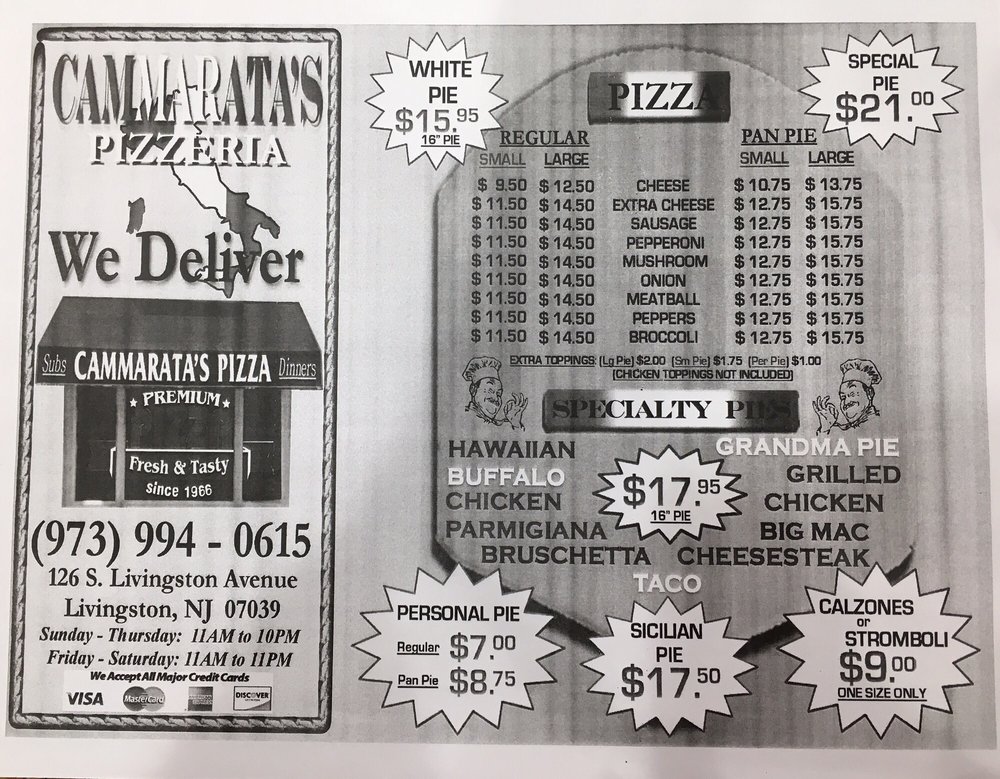 CAMMARATA'S
PIZZERIA
We Deliver
Subs CAMMARATA'S PIZZA Dinners
PREMIUM
Fresh & Tasty
since 1966
(973) 994 - 0615
126 S. Livingston Avenue
Livingston, NJ 07039
Sunday - Thursday: 11AM to 10PM
Friday - Saturday: 11AM to 11PM
We Accept All Major Credit Cards
VISA MasterCard AMERICAN EXPRESS DISCOVER
WHITE
PIE
$15.95
16" PIE
PIZZA
SPECIAL
PIE
$21.00
REGULAR PAN PIE
SMALL LARGE SMALL LARGE
$ 9.50 $ 12.50 CHEESE $ 10.75 $ 13.75
$ 11.50 $ 14.50 EXTRA CHEESE $ 12.75 $ 15.75
$ 11.50 $ 14.50 SAUSAGE $ 12.75 $ 15.75
$ 11.50 $ 14.50 PEPPERONI $ 12.75 $ 15.75
$ 11.50 $ 14.50 MUSHROOM $ 12.75 $ 15.75
$ 11.50 $ 14.50 ONION $ 12.75 $ 15.75
$ 11.50 $ 14.50 MEATBALL $ 12.75 $ 15.75
$ 11.50 $ 14.50 PEPPERS $ 12.75 $ 15.75
$ 11.50 $ 14.50 BROCCOLI $ 12.75 $ 15.75
EXTRA TOPPINGS: (Lg Pie) $2.00 (Sm Pie) $1.75 (Per Pie) $1.00
(CHICKEN TOPPINGS NOT INCLUDED)
SPECIALTY PIES
HAWAIIAN GRANDMA PIE
BUFFALO GRILLED
CHICKEN CHICKEN
$17.95
16" PIE
PARMIGIANA BIG MAC
BRUSCHETTA CHEESESTEAK
TACO
PERSONAL PIE
Regular $7.00
Pan Pie $8.75
SICILIAN
PIE
$17.50
CALZONES
or
STROMBOLI
$9.00
ONE SIZE ONLY